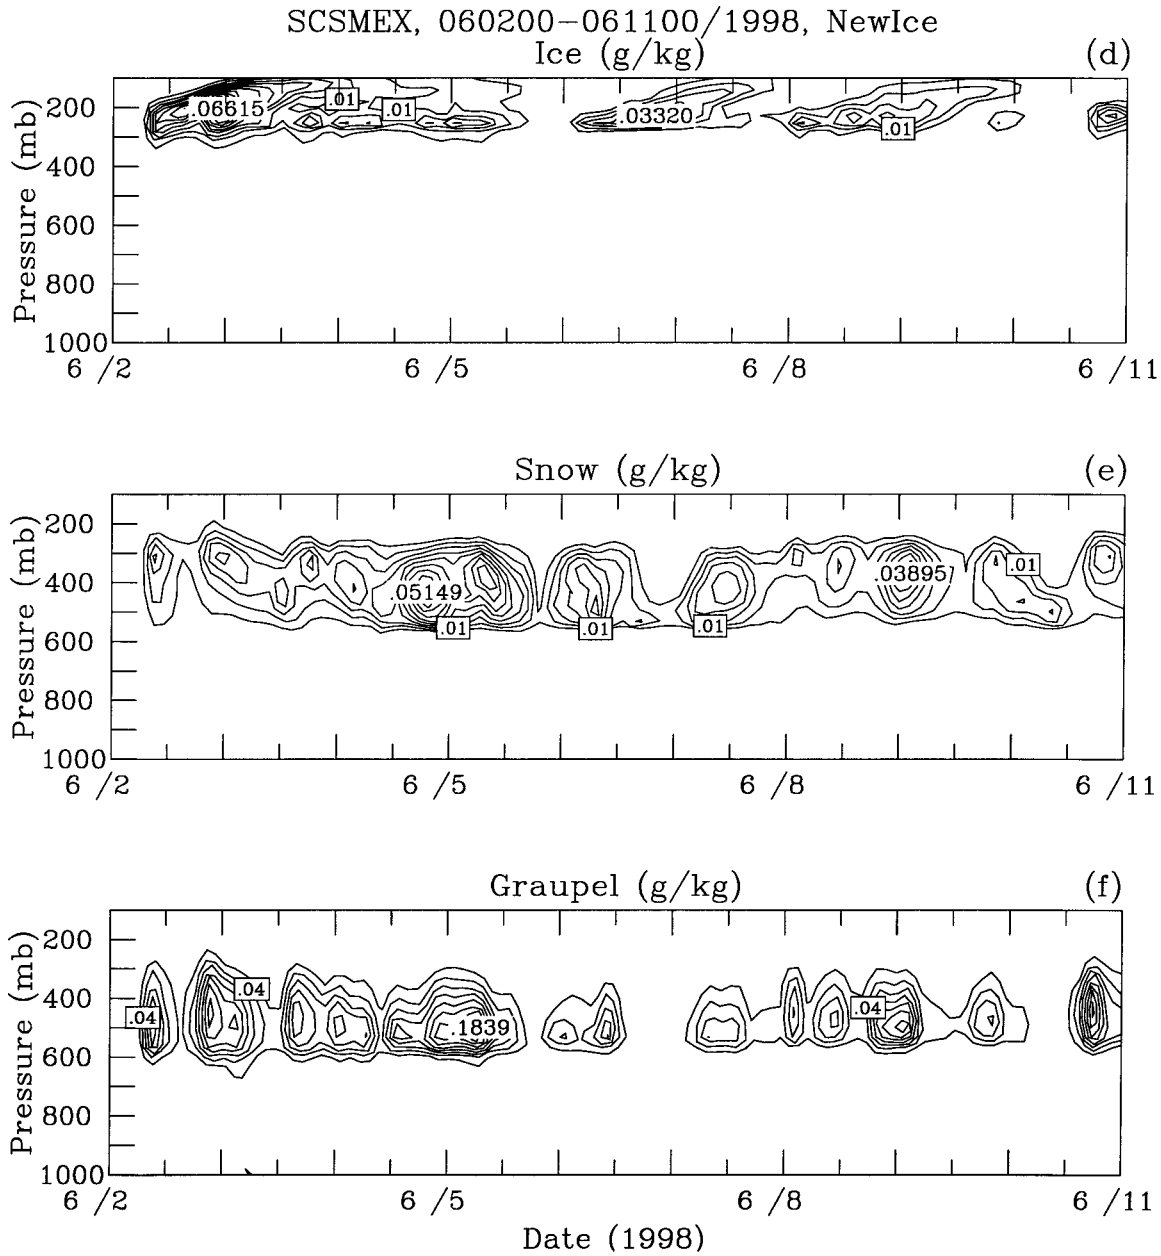 SCSMEX, 060200-061100/1998, NewIce
Ice (g/kg) (d)
.06615 .01 .01 .03320 .01
200
400
600
800
1000
Pressure (mb)
6 /2 6 /5 6 /8 6 /11
Snow (g/kg) (e)
.05149 .01 .01 .01 .03895 .01
200
400
600
800
1000
Pressure (mb)
6 /2 6 /5 6 /8 6 /11
Graupel (g/kg) (f)
.04 .04 .1839 .04
200
400
600
800
1000
Pressure (mb)
6 /2 6 /5 6 /8 6 /11
Date (1998)